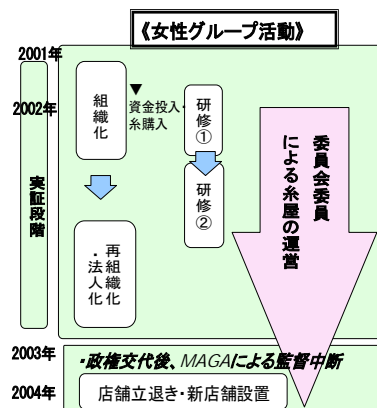 《女性グループ活動》
2001年
2002年
実証段階
組織化
▼
資金投入・
糸購入
研修①
研修②
再組織化
・法人化
委員会委員
による糸屋の運営
2003年
・政権交代後、MAGAによる監督中断
2004年
店舗立退き・新店舗設置